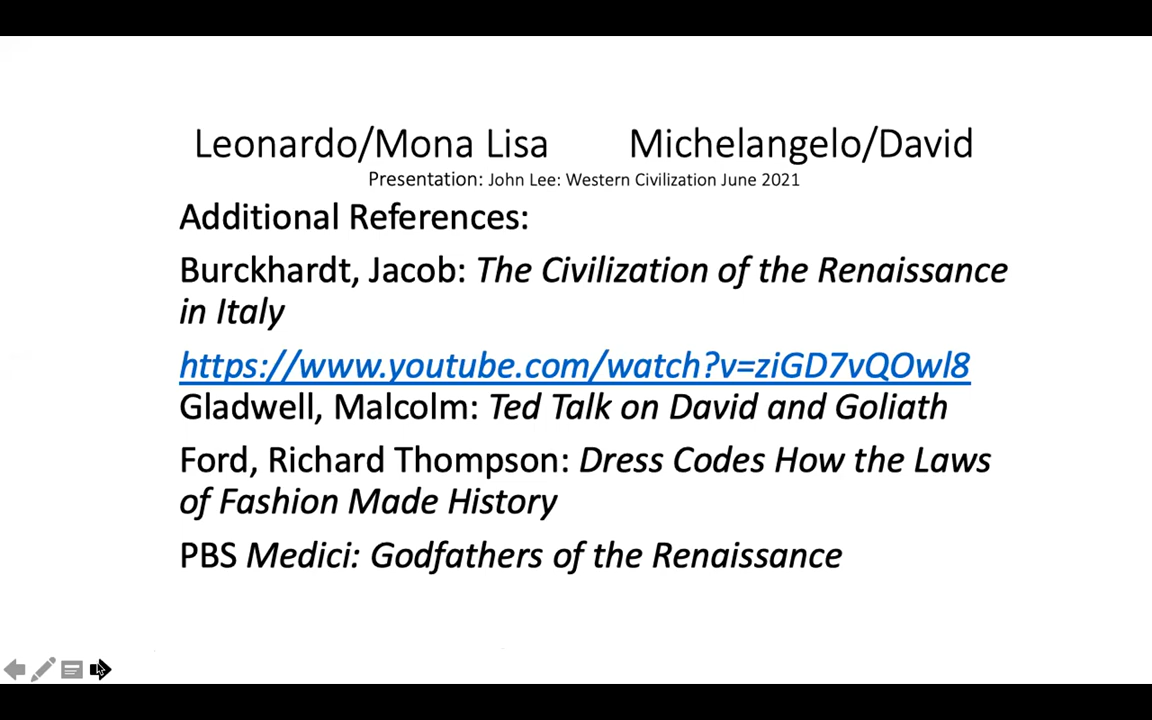 Leonardo/Mona Lisa Michelangelo/David
Presentation: John Lee: Western Civilization June 2021
Additional References:
Burckhardt, Jacob: The Civilization of the Renaissance
in Italy
https://www.youtube.com/watch?v=ziGD7vQOwl8
Gladwell, Malcolm: Ted Talk on David and Goliath
Ford, Richard Thompson: Dress Codes How the Laws
of Fashion Made History
PBS Medici: Godfathers of the Renaissance